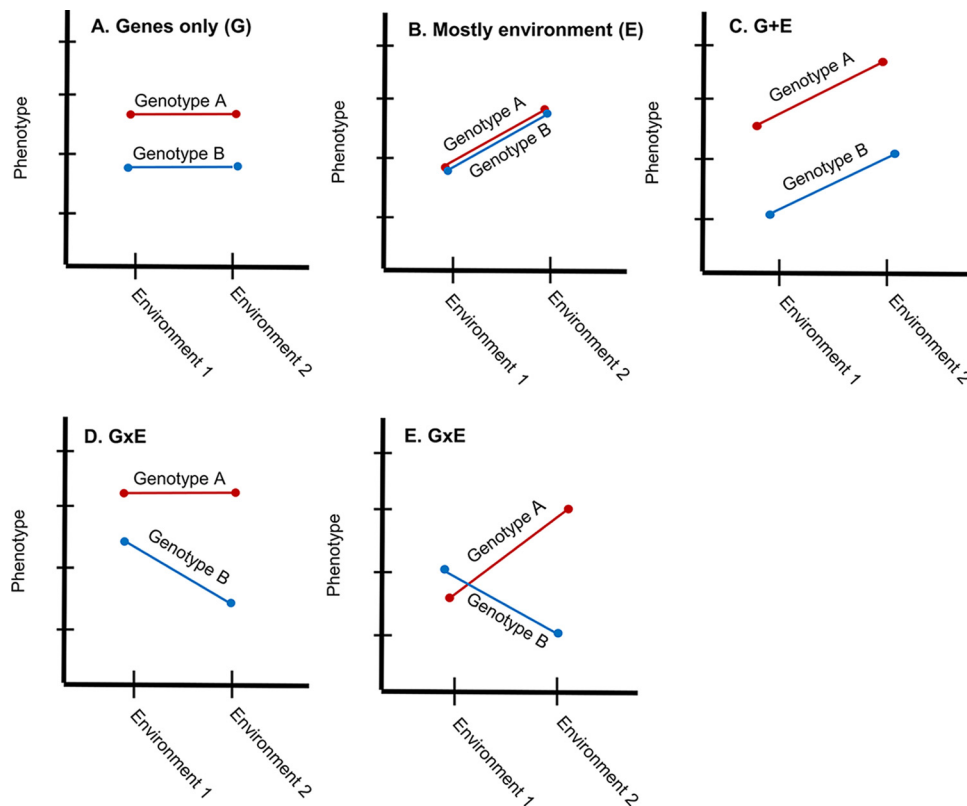 A. Genes only (G)
Phenotype
Genotype A
Genotype B
Environment 1
Environment 2
B. Mostly environment (E)
Phenotype
Genotype A
Genotype B
Environment 1
Environment 2
C. G+E
Phenotype
Genotype A
Genotype B
Environment 1
Environment 2
D. GxE
Phenotype
Genotype A
Genotype B
Environment 1
Environment 2
E. GxE
Phenotype
Genotype A
Genotype B
Environment 1
Environment 2